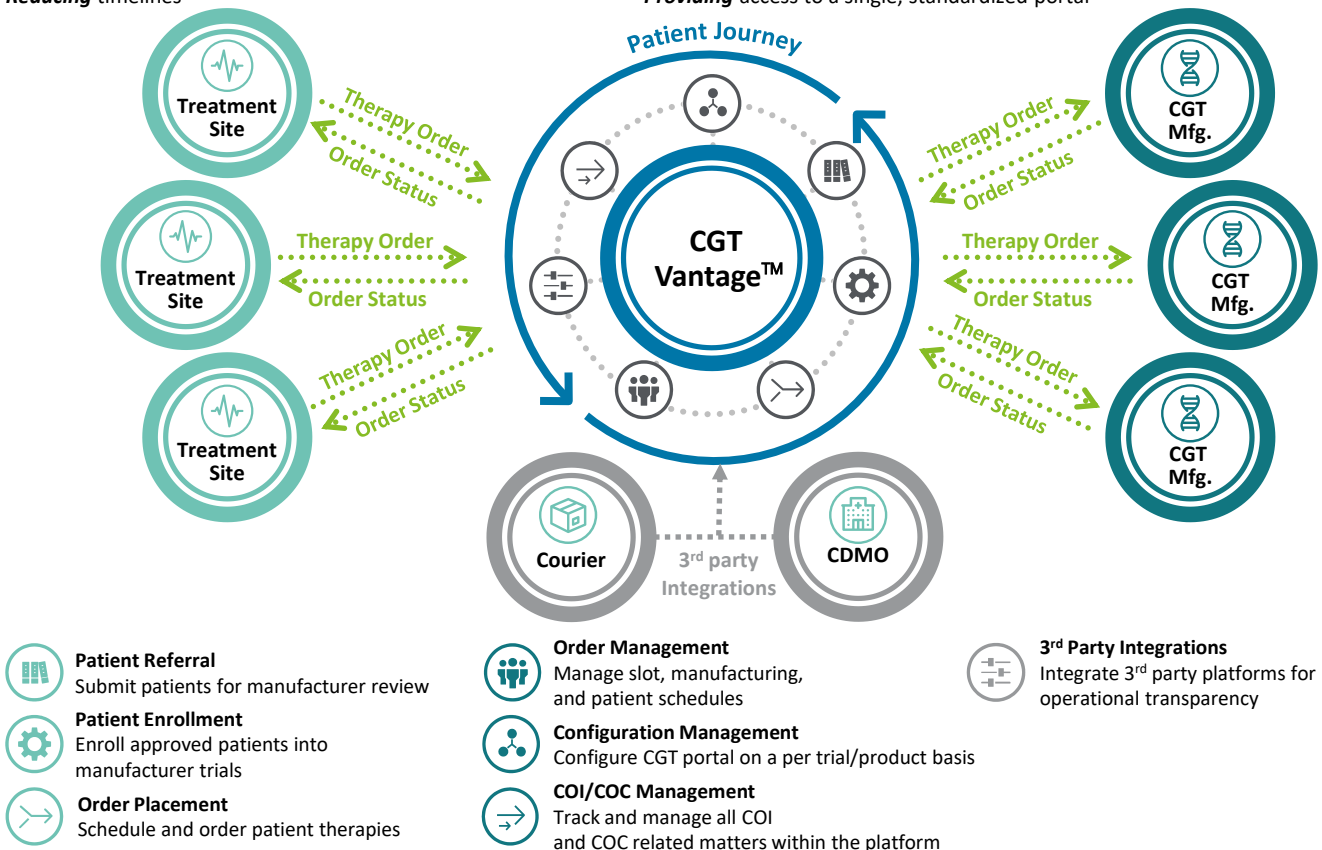 Reducing timelines
Providing access to a single, standardized portal
Patient Journey
Treatment
Site
Therapy Order
Order Status
Treatment
Site
Therapy Order
Order Status
Treatment
Site
Therapy Order
Order Status
CGT
Vantage™
Therapy Order
Order Status
CGT
Mfg.
Therapy Order
Order Status
CGT
Mfg.
Therapy Order
Order Status
CGT
Mfg.
Courier
3rd party
Integrations
CDMO
Patient Referral
Submit patients for manufacturer review
Patient Enrollment
Enroll approved patients into
manufacturer trials
Order Placement
Schedule and order patient therapies
Order Management
Manage slot, manufacturing,
and patient schedules
Configuration Management
Configure CGT portal on a per trial/product basis
COI/COC Management
Track and manage all COI
and COC related matters within the platform
3rd Party Integrations
Integrate 3rd party platforms for
operational transparency